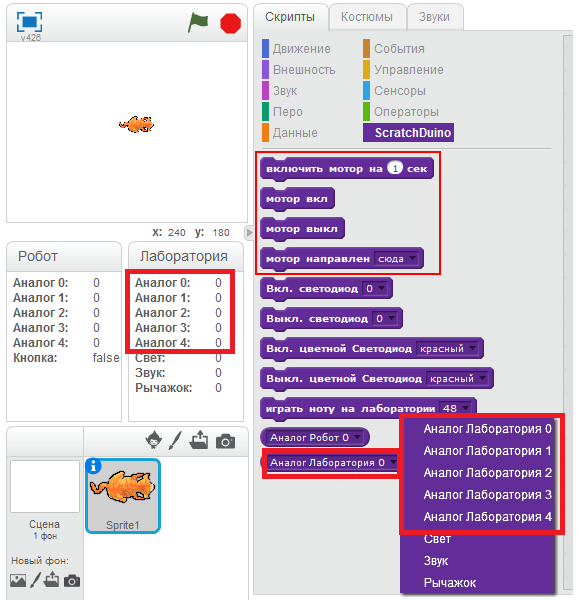 v426
x: 240 y: 180
Робот
Аналог 0: 0
Аналог 1: 0
Аналог 2: 0
Аналог 3: 0
Аналог 4: 0
Кнопка: false
Лаборатория
Аналог 0: 0
Аналог 1: 0
Аналог 2: 0
Аналог 3: 0
Аналог 4: 0
Свет: 0
Звук: 0
Рычажок: 0
Сцена
1 фон
Новый фон:
Sprite1
Скрипты Костюмы Звуки
Движение События
Внешность Управление
Звук Сенсоры
Перо Операторы
Данные ScratchDuino
включить мотор на 1 сек
мотор вкл
мотор выкл
мотор направлен сюда
Вкл. светодиод 0
Выкл. светодиод 0
Вкл. цветной Светодиод красный
Выкл. цветной Светодиод красный
играть ноту на лаборатории 48
Аналог Робот 0
Аналог Лаборатория 0
Аналог Лаборатория 0
Аналог Лаборатория 1
Аналог Лаборатория 2
Аналог Лаборатория 3
Аналог Лаборатория 4
Свет
Звук
Рычажок